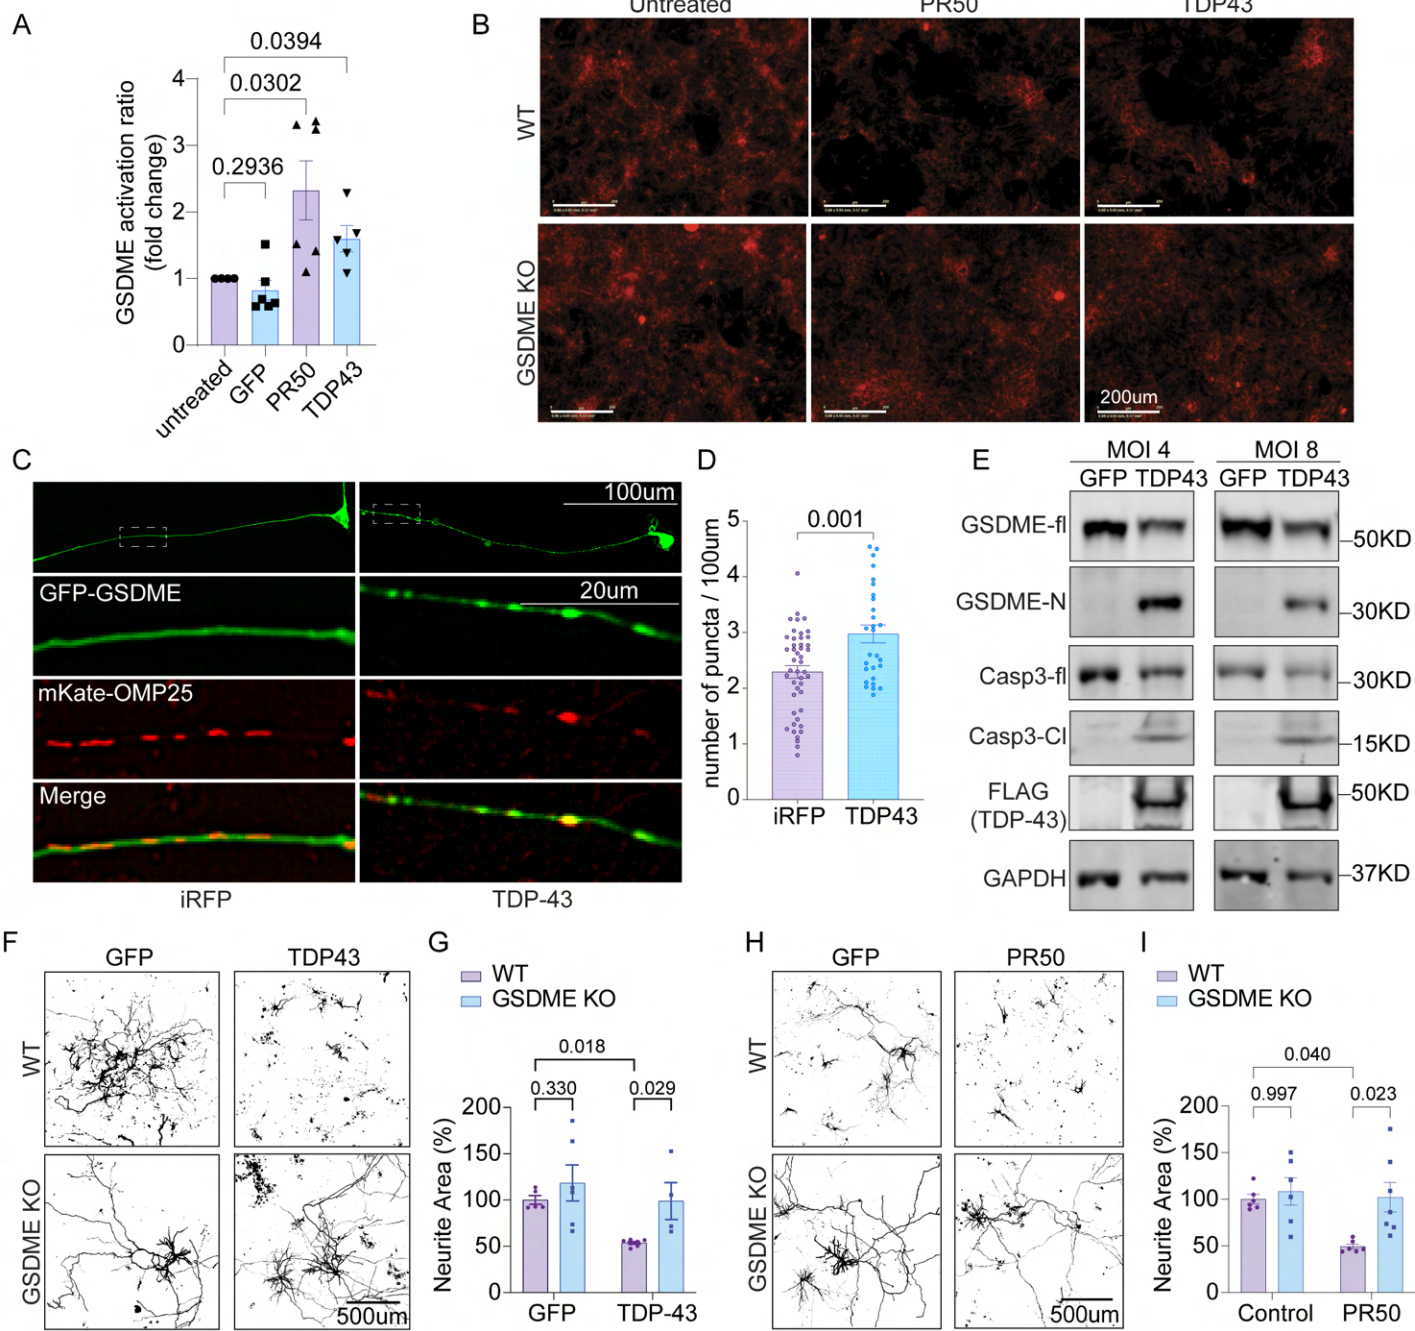 A
0.0394
0.0302
0.2936
GSDME activation ratio
(fold change)
4
3
2
1
0
untreated
GFP
PR50
TDP43
B
Untreated
PR50
TDP43
WT
GSDME KO
200um
C
100um
GFP-GSDME
20um
mKate-OMP25
Merge
iRFP
TDP-43
D
0.001
number of puncta / 100um
5
4
3
2
1
0
iRFP
TDP43
E
MOI 4
MOI 8
GFP TDP43
GFP TDP43
GSDME-fl
50KD
GSDME-N
30KD
Casp3-fl
30KD
Casp3-Cl
15KD
FLAG
(TDP-43)
50KD
GAPDH
37KD
F
GFP
TDP43
WT
GSDME KO
500um
G
WT
GSDME KO
0.018
0.330
0.029
Neurite Area (%)
200
150
100
50
0
GFP
TDP-43
H
GFP
PR50
WT
GSDME KO
500um
I
WT
GSDME KO
0.040
0.997
0.023
Neurite Area (%)
200
150
100
50
0
Control
PR50